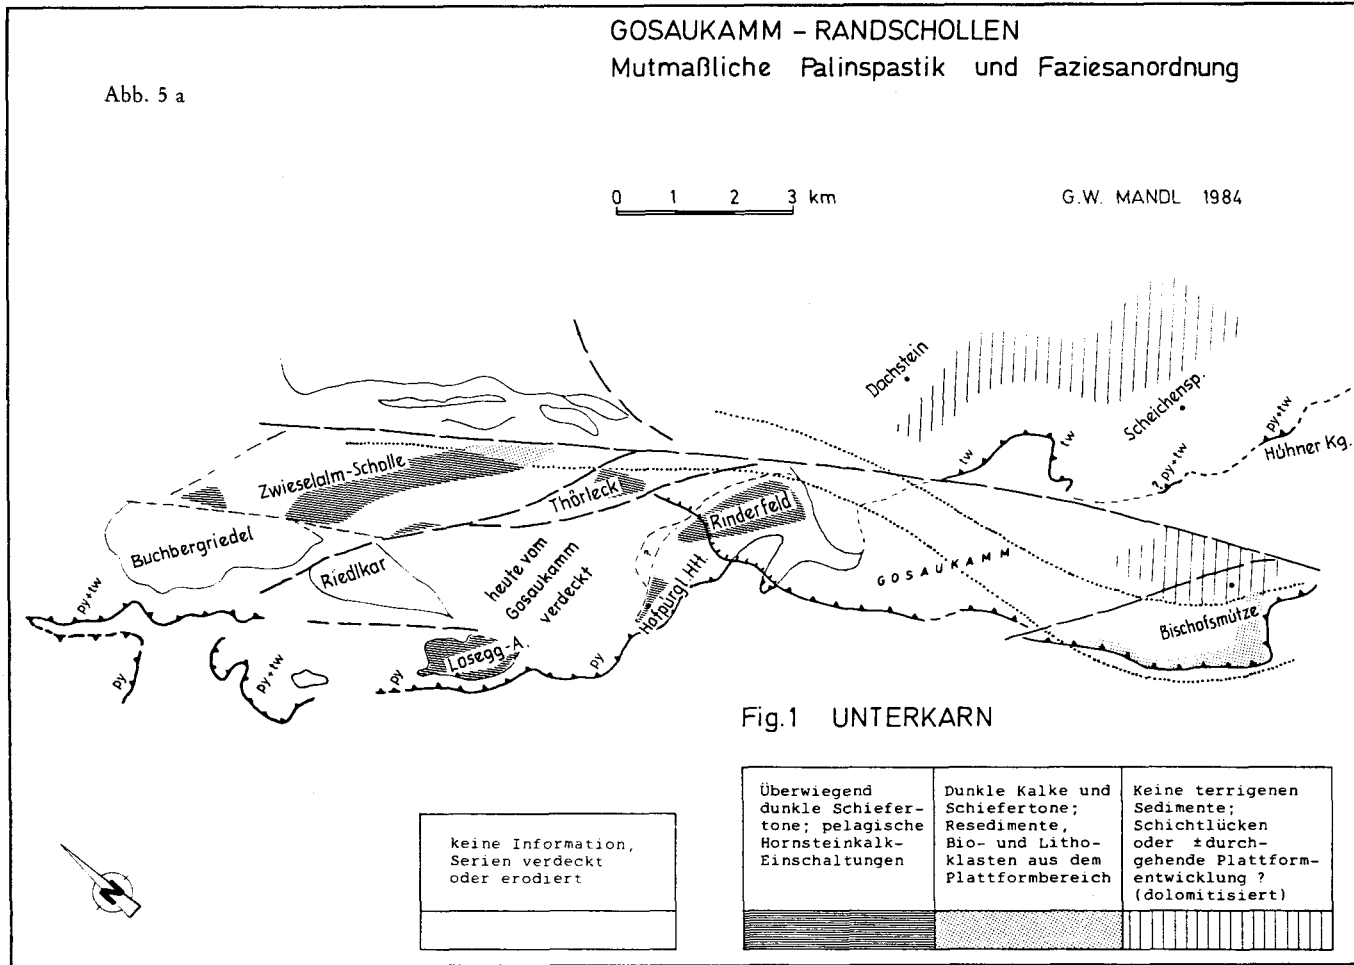 GOSAUKAMM – RANDSCHOLLEN
Mutmaßliche Palinspastik und Faziesanordnung
Abb. 5 a
0 1 2 3 km
G.W. MANDL 1984
Dachstein
Scheichensp.
py+tw
Hühner Kg.
tw
tw
? py+tw
Zwieselalm-Scholle
Thörleck
Rinderfeld
Buchbergriedel
Riedlkar
heute vom
Gosaukamm
verdeckt
?
Hofpürgl. HH.
GOSAUKAMM
Bischofsmütze
py+tw
py
py+tw
Losegg-A.
py
py
Fig.1 UNTERKARN
keine Information,
Serien verdeckt
oder erodiert
Überwiegend
dunkle Schiefer-
tone; pelagische
Hornsteinkalk-
Einschaltungen
Dunkle Kalke und
Schiefertone;
Resedimente,
Bio- und Litho-
klasten aus dem
Plattformbereich
Keine terrigenen
Sedimente;
Schichtlücken
oder ±durch-
gehende Plattform-
entwicklung ?
(dolomitisiert)
N